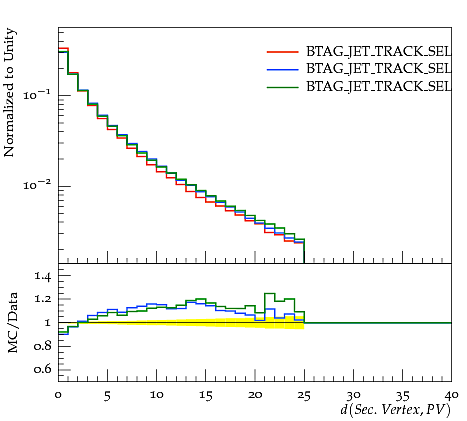 Normalized to Unity
BTAG_JET_TRACK_SEL
BTAG_JET_TRACK_SEL
BTAG_JET_TRACK_SEL
10⁻¹
10⁻²
MC/Data
1.4
1.2
1
0.8
0.6
0 5 10 15 20 25 30 35 40
d(Sec. Vertex, PV)